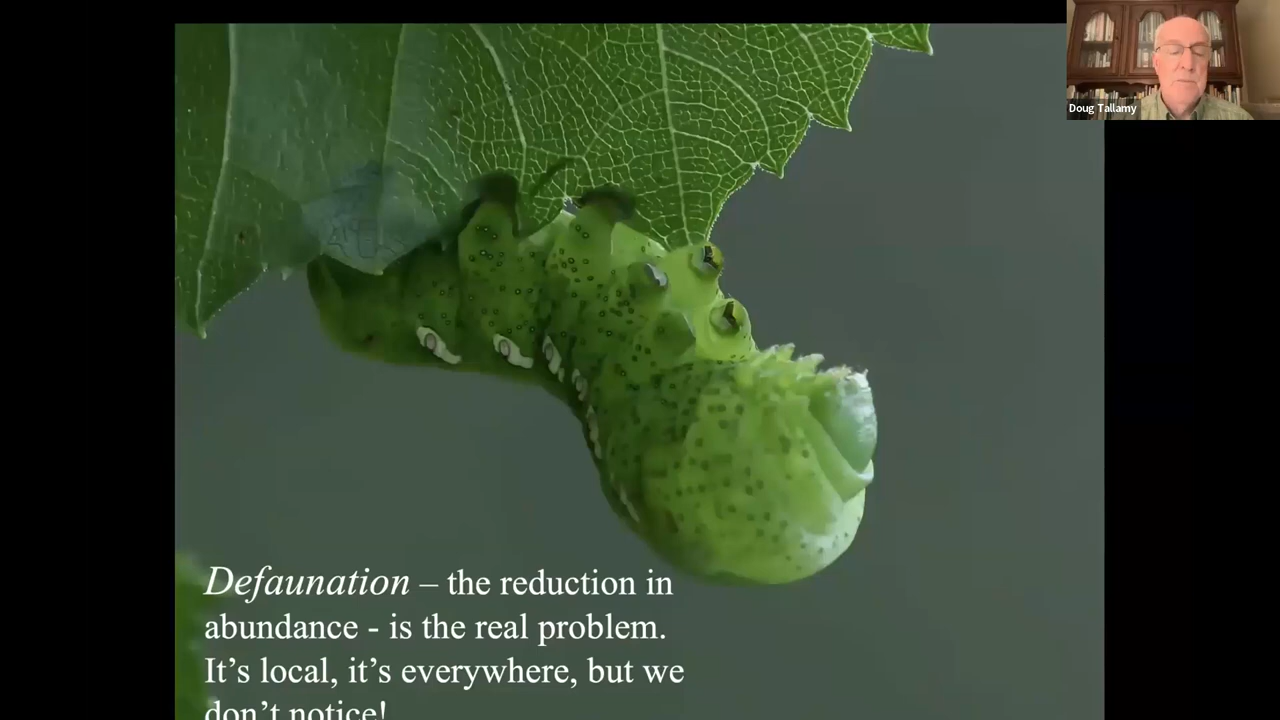 Doug Tallamy
Defaunation – the reduction in
abundance - is the real problem.
It’s local, it’s everywhere, but we
don’t notice!